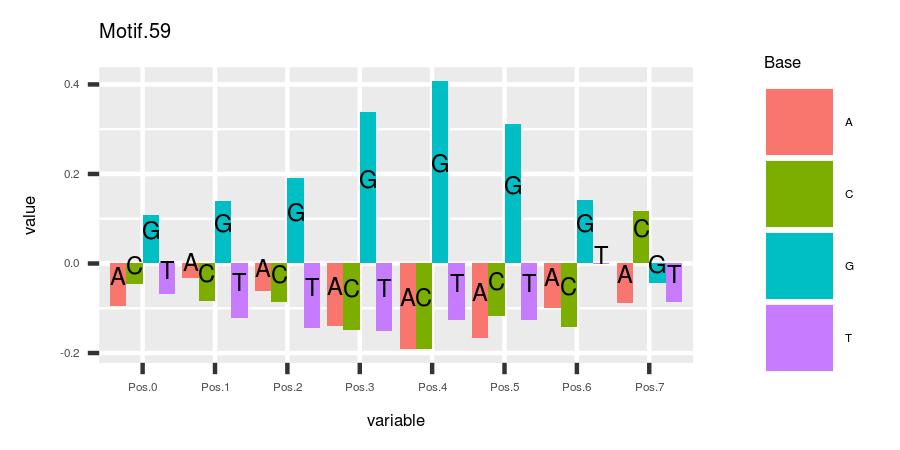 Motif.59
value
0.4
0.2
0.0
-0.2
A C G T A C G T A C G T A C G T A C G T A C G T A C G T A C G T
Pos.0 Pos.1 Pos.2 Pos.3 Pos.4 Pos.5 Pos.6 Pos.7
variable
Base
A
C
G
T